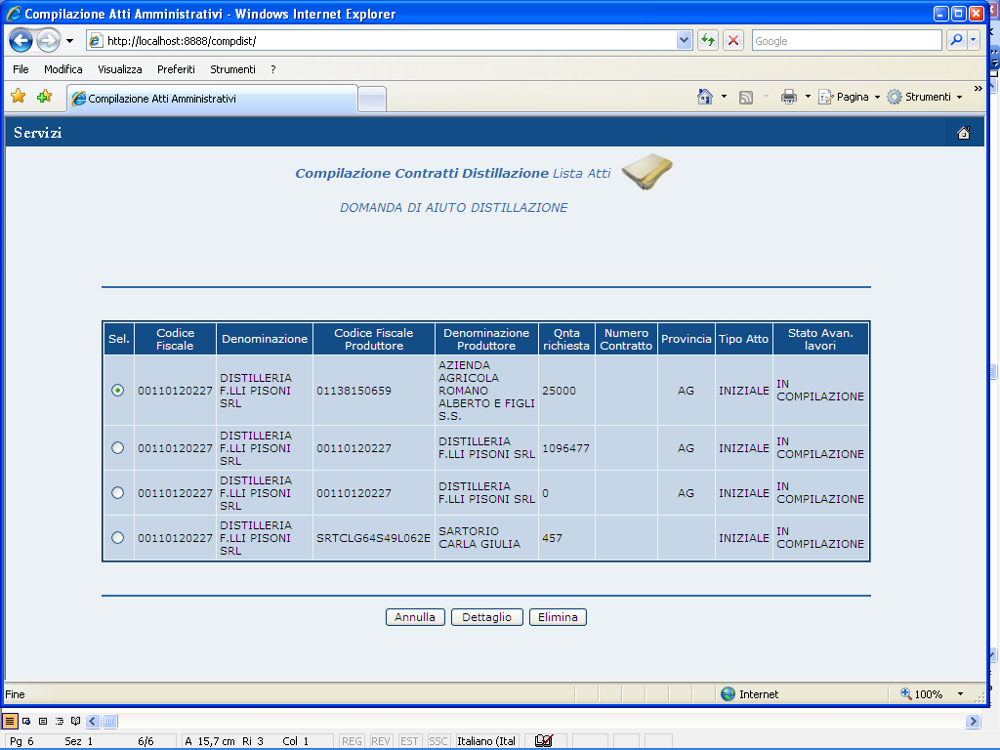 Compilazione Atti Amministrativi - Windows Internet Explorer
http://localhost:8888/compdist/
Google
File Modifica Visualizza Preferiti Strumenti ?
Compilazione Atti Amministrativi
Pagina Strumenti »
Servizi
Compilazione Contratti Distillazione Lista Atti
DOMANDA DI AIUTO DISTILLAZIONE
Sel. Codice Fiscale Denominazione Codice Fiscale Produttore Denominazione Produttore Qnta richiesta Numero Contratto Provincia Tipo Atto Stato Avan. lavori
00110120227 DISTILLERIA F.LLI PISONI SRL 01138150659 AZIENDA AGRICOLA ROMANO ALBERTO E FIGLI S.S. 25000 AG INIZIALE IN COMPILAZIONE
00110120227 DISTILLERIA F.LLI PISONI SRL 00110120227 DISTILLERIA F.LLI PISONI SRL 1096477 AG INIZIALE IN COMPILAZIONE
00110120227 DISTILLERIA F.LLI PISONI SRL 00110120227 DISTILLERIA F.LLI PISONI SRL 0 AG INIZIALE IN COMPILAZIONE
00110120227 DISTILLERIA F.LLI PISONI SRL SRTCLG64S49L062E SARTORIO CARLA GIULIA 457 INIZIALE IN COMPILAZIONE
Annulla Dettaglio Elimina
Fine Internet 100%
Pg 6 Sez 1 6/6 A 15,7 cm Ri 3 Col 1 REG REV EST SSC Italiano (Ital